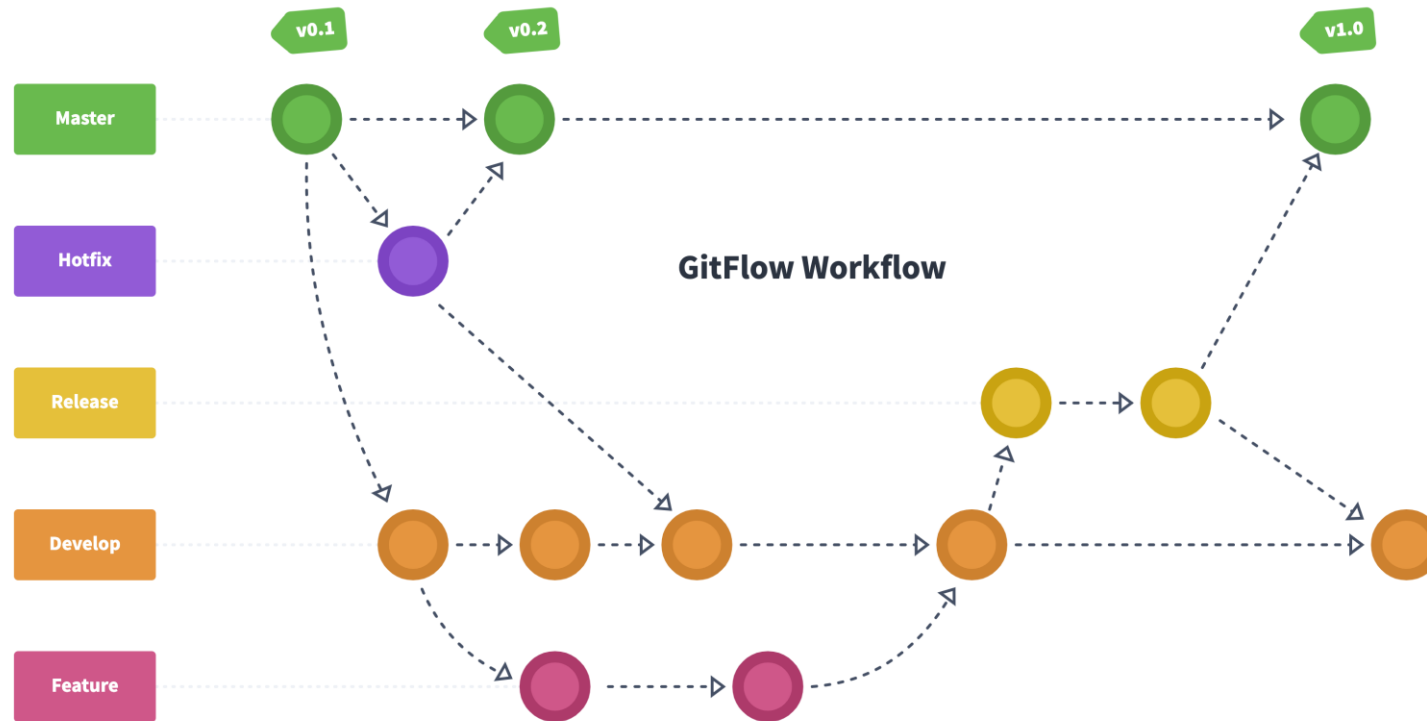 v0.1
v0.2
v1.0
Master
Hotfix
GitFlow Workflow
Release
Develop
Feature